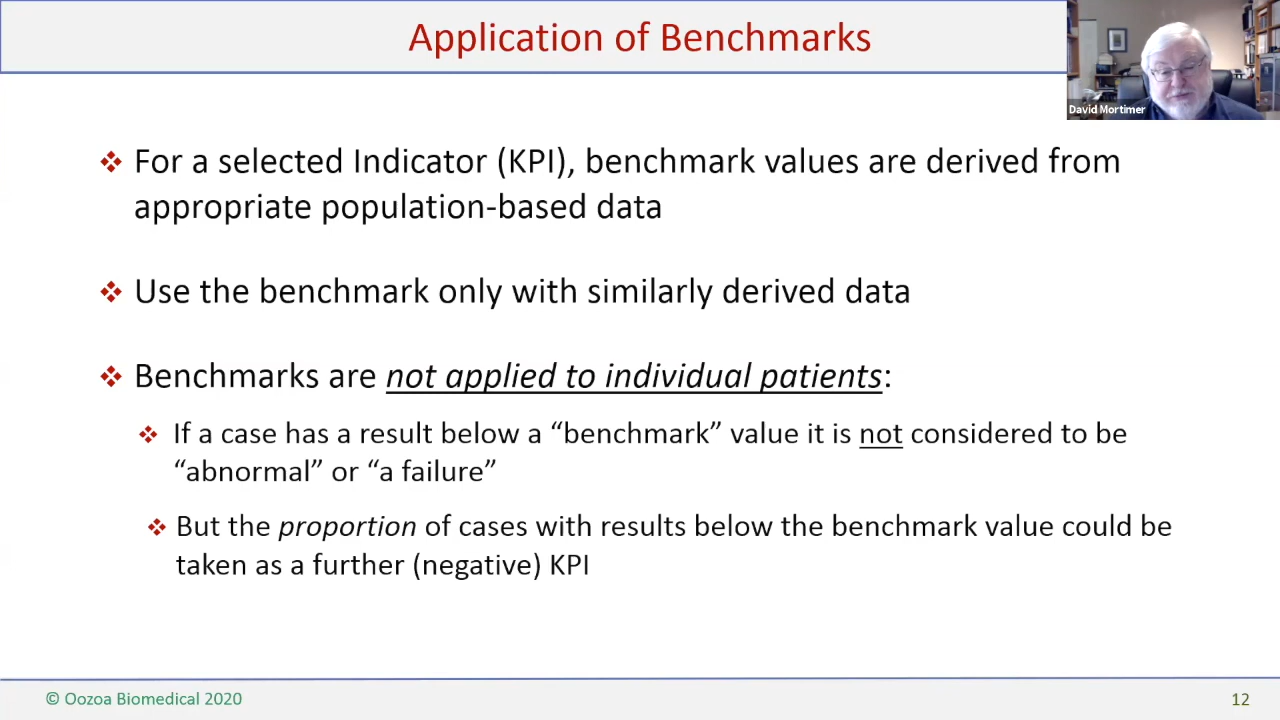 Application of Benchmarks
David Mortimer
❖ For a selected Indicator (KPI), benchmark values are derived from
appropriate population-based data
❖ Use the benchmark only with similarly derived data
❖ Benchmarks are not applied to individual patients:
❖ If a case has a result below a “benchmark” value it is not considered to be
“abnormal” or “a failure”
❖ But the proportion of cases with results below the benchmark value could be
taken as a further (negative) KPI
© Oozoa Biomedical 2020
12